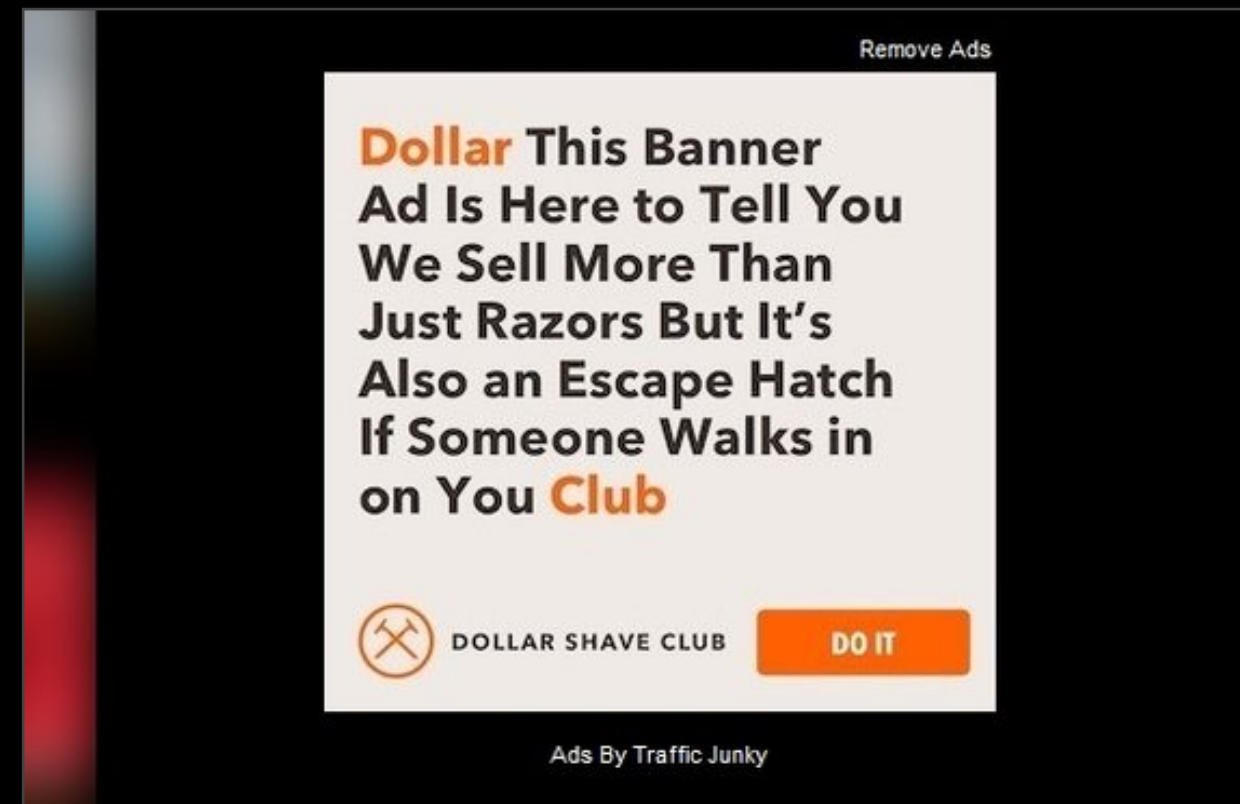 Remove Ads
Dollar This Banner
Ad Is Here to Tell You
We Sell More Than
Just Razors But It’s
Also an Escape Hatch
If Someone Walks in
on You Club
DOLLAR SHAVE CLUB
DO IT
Ads By Traffic Junky